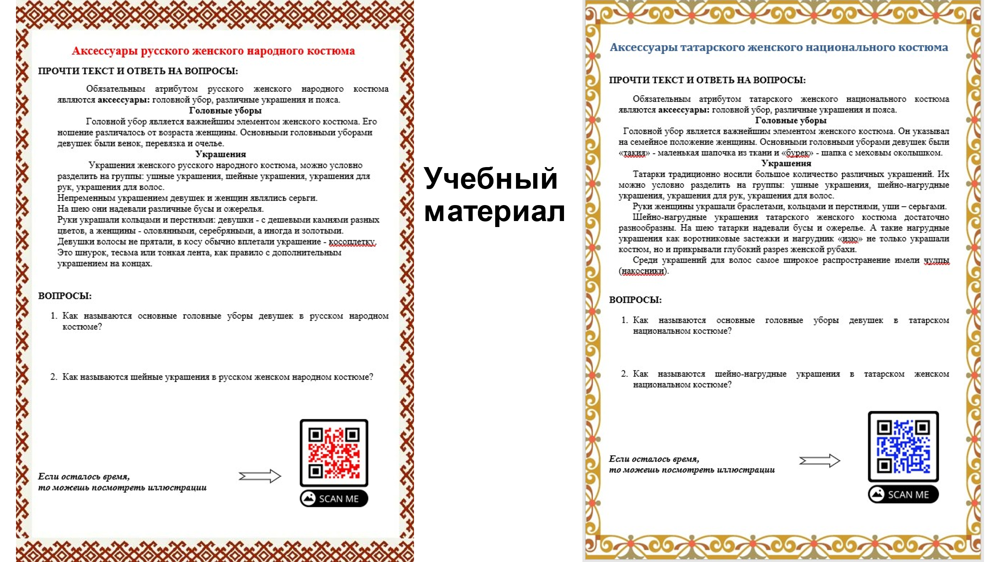 Аксессуары русского женского народного костюма
ПРОЧТИ ТЕКСТ И ОТВЕТЬ НА ВОПРОСЫ:
Обязательным атрибутом русского женского народного костюма
являются аксессуары: головной убор, различные украшения и пояса.
Головные уборы
Головной убор является важнейшим элементом женского костюма. Его
ношение различалось от возраста женщины. Основными головными уборами
девушек были венок, перевязка и очелье.
Украшения
Украшения женского русского народного костюма, можно условно
разделить на группы: ушные украшения, шейные украшения, украшения для
рук, украшения для волос.
Непременным украшением девушек и женщин являлись серьги.
На шею они надевали различные бусы и ожерелья.
Руки украшали кольцами и перстнями: девушки - с дешевыми камнями разных
цветов, а женщины - оловянными, серебряными, а иногда и золотыми.
Девушки волосы не прятали, в косу обычно вплетали украшение - косоплетку.
Это шнурок, тесьма или тонкая лента, как правило с дополнительным
украшением на концах.
ВОПРОСЫ:
1. Как называются основные головные уборы девушек в русском народном
костюме?
2. Как называются шейные украшения в русском женском народном костюме?
Если осталось время,
то можешь посмотреть иллюстрации
SCAN ME
Учебный
материал
Аксессуары татарского женского национального костюма
ПРОЧТИ ТЕКСТ И ОТВЕТЬ НА ВОПРОСЫ:
Обязательным атрибутом татарского женского национального костюма
являются аксессуары: головной убор, различные украшения и пояса.
Головные уборы
Головной убор является важнейшим элементом женского костюма. Он указывал
на семейное положение женщины. Основными головными уборами девушек были
«такия» - маленькая шапочка из ткани и «бурек» - шапка с меховым околышком.
Украшения
Татарки традиционно носили большое количество различных украшений. Их
можно условно разделить на группы: ушные украшения, шейно-нагрудные
украшения, украшения для рук, украшения для волос.
Руки женщины украшали браслетами, кольцами и перстнями, уши – серьгами.
Шейно-нагрудные украшения татарского женского костюма достаточно
разнообразны. На шею татарки надевали бусы и ожерелье. А такие нагрудные
украшения как воротниковые застежки и нагрудник «изю» не только украшали
костюм, но и прикрывали глубокий разрез женской рубахи.
Среди украшений для волос самое широкое распространение имели чулпы
(накосники).
ВОПРОСЫ:
1. Как называются основные головные уборы девушек в татарском
национальном костюме?
2. Как называются шейно-нагрудные украшения в татарском женском
национальном костюме?
Если осталось время,
то можешь посмотреть иллюстрации
SCAN ME